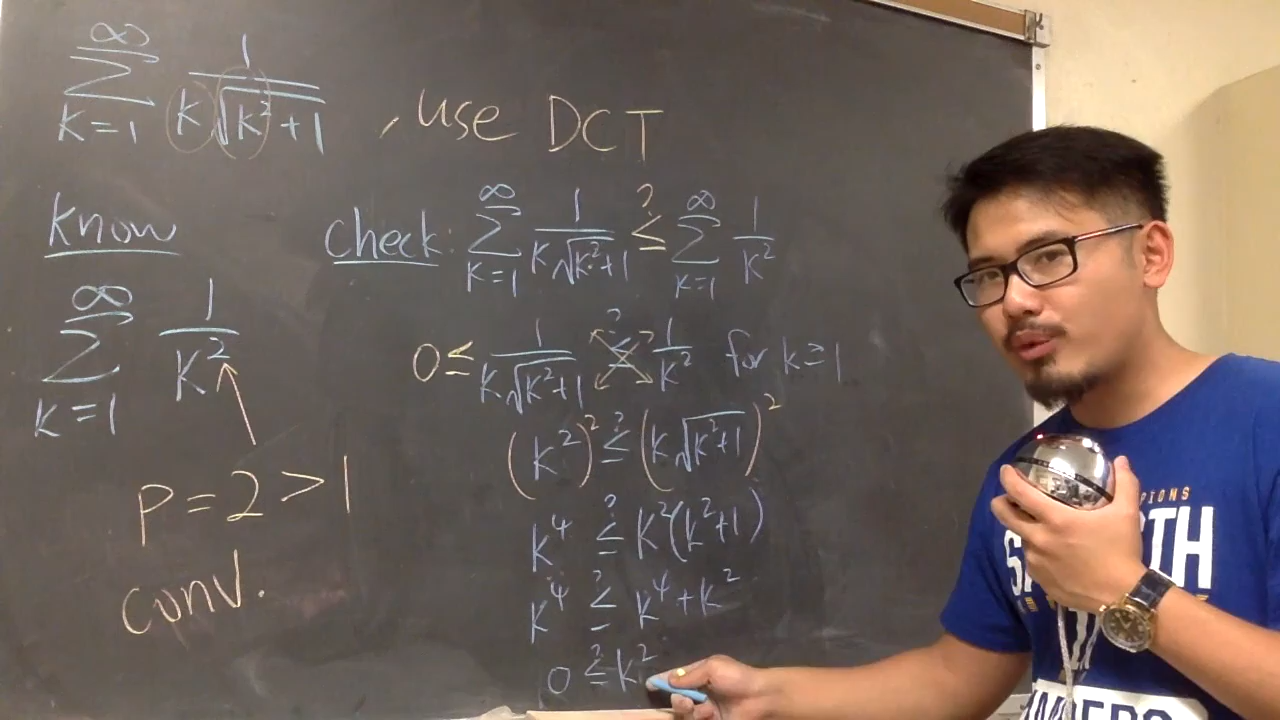 ∑_{k=1}^{∞} 1/(k√(k²+1)) , use DCT
Know
∑_{k=1}^{∞} 1/k²
p = 2 > 1
conv.
Check: ∑_{k=1}^{∞} 1/(k√(k²+1)) ≤? ∑_{k=1}^{∞} 1/k²
0 ≤ 1/(k√(k²+1)) ≤? 1/k² for k ≥ 1
(k²)² ≤? (k√(k²+1))²
k⁴ ≤? k²(k²+1)
k⁴ ≤? k⁴+k²
0 ≤? k²